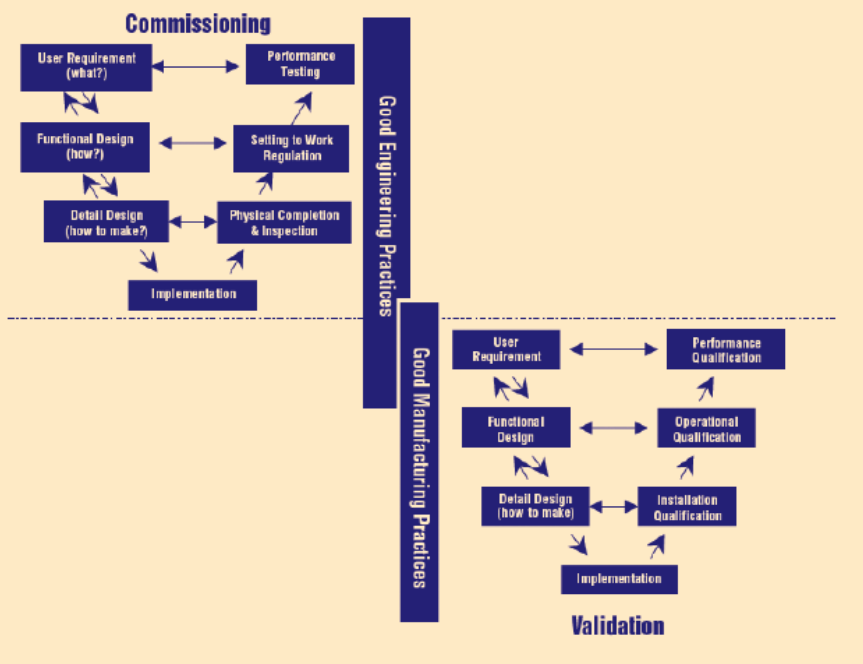 Commissioning
User Requirement
(what?)
Performance
Testing
Functional Design
(how?)
Setting to Work
Regulation
Detail Design
(how to make?)
Physical Completion
& Inspection
Implementation
Good Engineering Practices
Good Manufacturing Practices
User
Requirement
Performance
Qualification
Functional
Design
Operational
Qualification
Detail Design
(how to make)
Installation
Qualification
Implementation
Validation